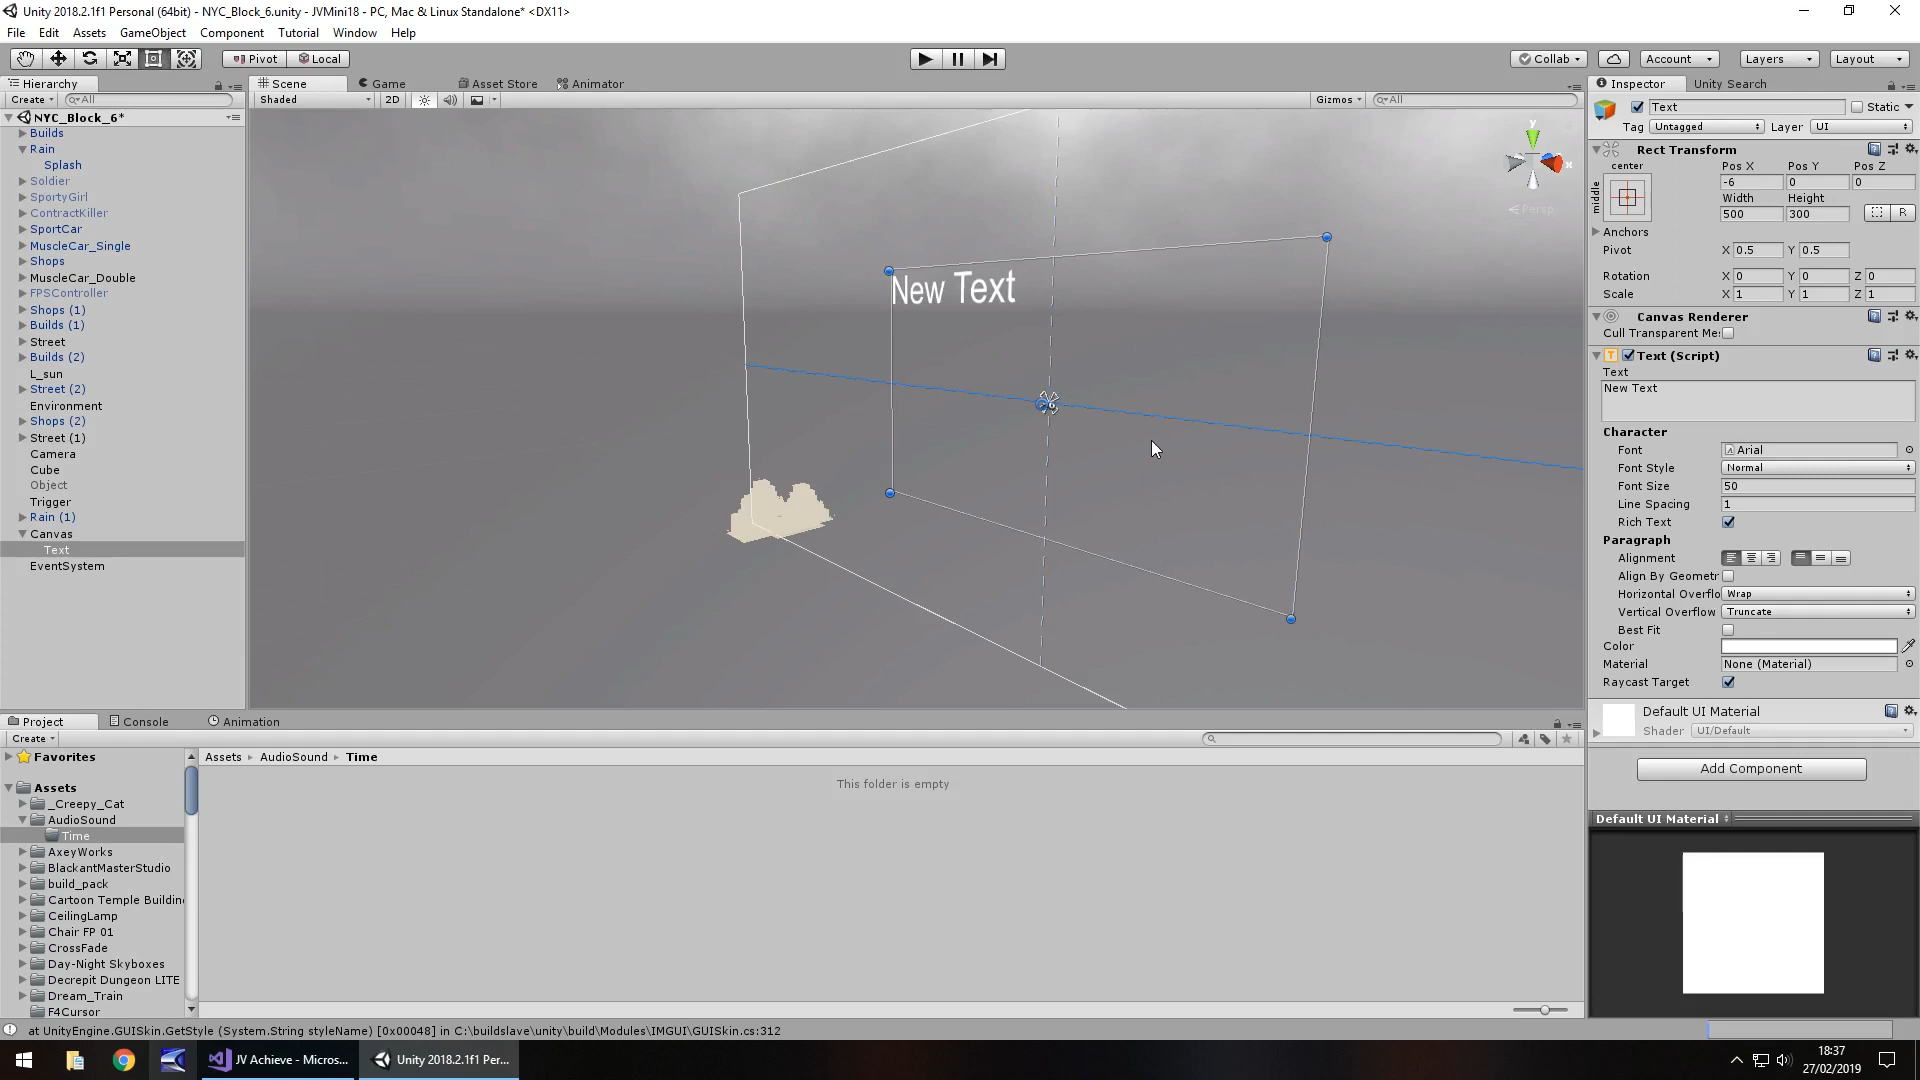 Unity 2018.2.1f1 Personal (64bit) - NYC_Block_6.unity - JVMini18 - PC, Mac & Linux Standalone* <DX11>
File Edit Assets GameObject Component Tutorial Window Help
Pivot Local Collab Account Layers Layout
Hierarchy
Scene Game Asset Store Animator
Inspector Unity Search
Create All
Shaded 2D Gizmos All
NYC_Block_6*
Builds
Rain
Splash
Soldier
SportyGirl
ContractKiller
SportCar
MuscleCar_Single
Shops
MuscleCar_Double
FPSController
Shops (1)
Builds (1)
Street
Builds (2)
L_sun
Street (2)
Environment
Shops (2)
Street (1)
Camera
Cube
Object
Trigger
Rain (1)
Canvas
Text
EventSystem
New Text
y
x
Persp
Text Static
Tag Untagged Layer UI
Rect Transform
center Pos X Pos Y Pos Z
middle -6 0 0
Width Height
500 300 R
Anchors
Pivot X 0.5 Y 0.5
Rotation X 0 Y 0 Z 0
Scale X 1 Y 1 Z 1
Canvas Renderer
Cull Transparent Me:
Text (Script)
Text
New Text
Character
Font Arial
Font Style Normal
Font Size 50
Line Spacing 1
Rich Text
Paragraph
Alignment
Align By Geometr
Horizontal Overflo Wrap
Vertical Overflow Truncate
Best Fit
Color
Material None (Material)
Raycast Target
Default UI Material
Shader UI/Default
Add Component
Default UI Material
Project Console Animation
Create
Favorites
Assets
_Creepy_Cat
AudioSound
Time
AxeyWorks
BlackantMasterStudio
build_pack
Cartoon Temple Building
CeilingLamp
Chair FP 01
CrossFade
Day-Night Skyboxes
Decrepit Dungeon LITE
Dream_Train
F4Cursor
Assets AudioSound Time
This folder is empty
at UnityEngine.GUISkin.GetStyle (System.String styleName) [0x00048] in C:\buildslave\unity\build\Modules\IMGUI\GUISkin.cs:312
JV Achieve - Micros... Unity 2018.2.1f1 Per...
18:37
27/02/2019